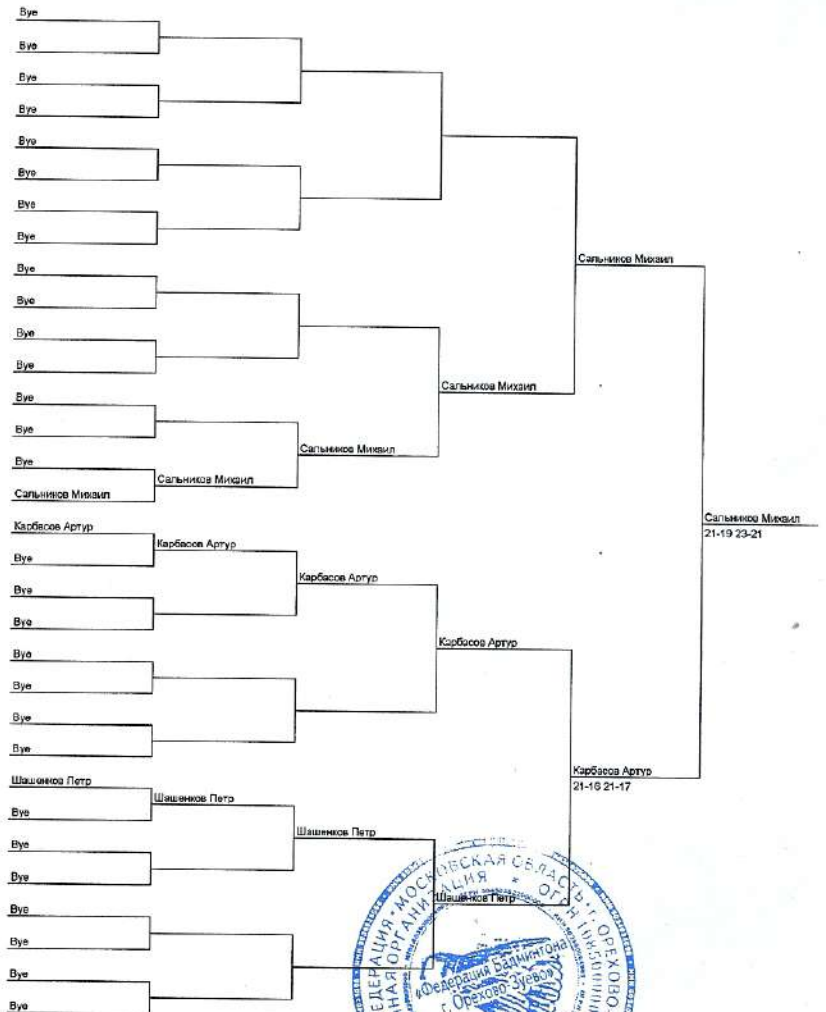 Bye
Bye
Bye
Bye
Bye
Bye
Bye
Bye
Bye
Bye
Сальников Михаил
Bye
Bye
Сальников Михаил
Bye
Bye
Сальников Михаил
Bye
Сальников Михаил
Сальников Михаил
Сальников Михаил
21-19 23-21
Карбасов Артур
Карбасов Артур
Bye
Карбасов Артур
Bye
Bye
Карбасов Артур
Bye
Bye
Bye
Bye
Карбасов Артур
21-16 21-17
Шашенков Петр
Шашенков Петр
Bye
Шашенков Петр
Bye
Bye
Шашенков Петр
Bye
Bye
Bye
Bye
МОСКОВСКАЯ ОБЛАСТЬ г. ОРЕХОВО
«Федерация Бадминтона
г. Орехово-Зуево»